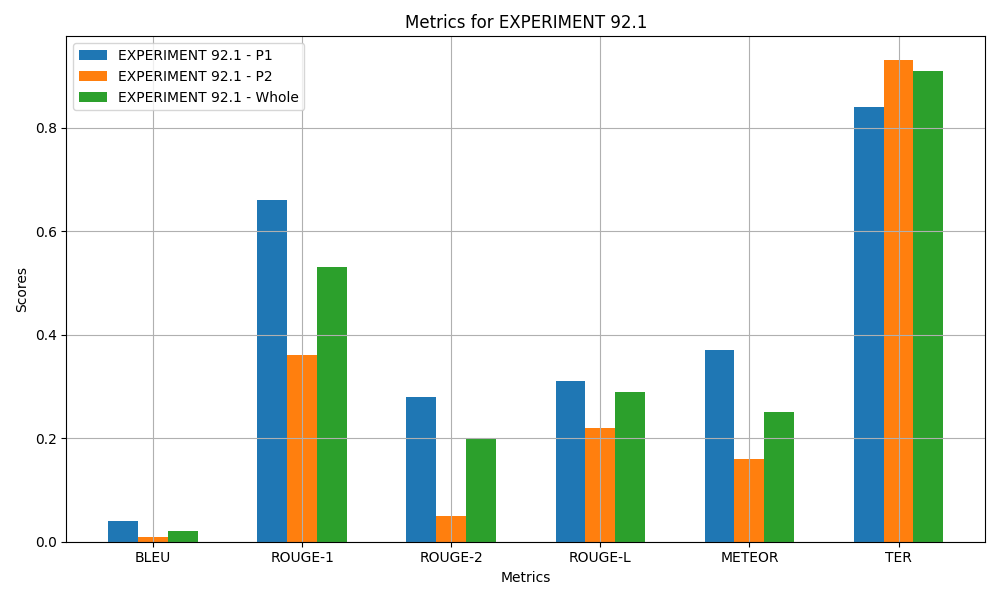 Metrics for EXPERIMENT 92.1
EXPERIMENT 92.1 - P1
EXPERIMENT 92.1 - P2
EXPERIMENT 92.1 - Whole
Scores
0.8
0.6
0.4
0.2
0.0
BLEU
ROUGE-1
ROUGE-2
ROUGE-L
METEOR
TER
Metrics